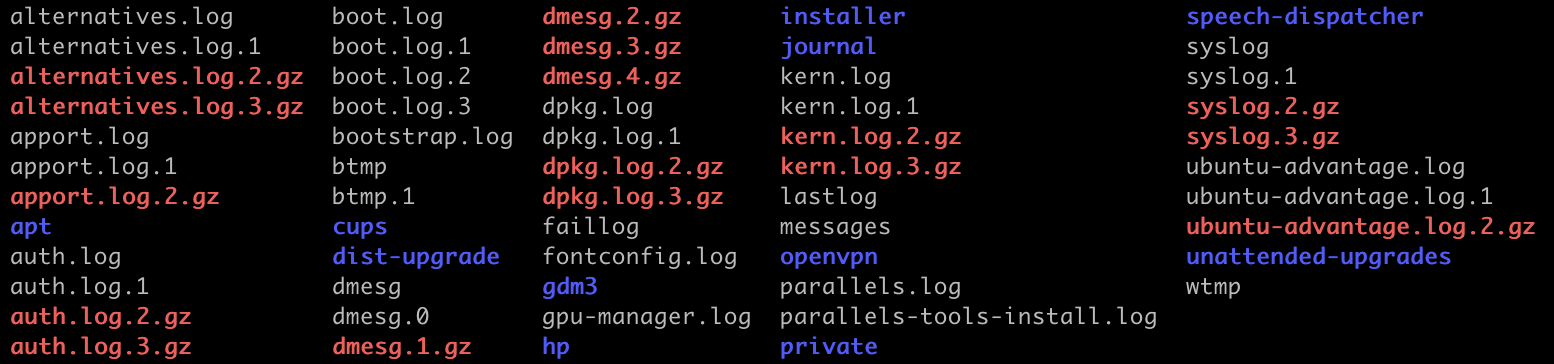 alternatives.log boot.log dmesg.2.gz installer speech-dispatcher
alternatives.log.1 boot.log.1 dmesg.3.gz journal syslog
alternatives.log.2.gz boot.log.2 dmesg.4.gz kern.log syslog.1
alternatives.log.3.gz boot.log.3 dpkg.log kern.log.1 syslog.2.gz
apport.log bootstrap.log dpkg.log.1 kern.log.2.gz syslog.3.gz
apport.log.1 btmp dpkg.log.2.gz kern.log.3.gz ubuntu-advantage.log
apport.log.2.gz btmp.1 dpkg.log.3.gz lastlog ubuntu-advantage.log.1
apt cups faillog messages ubuntu-advantage.log.2.gz
auth.log dist-upgrade fontconfig.log openvpn unattended-upgrades
auth.log.1 dmesg gdm3 parallels.log wtmp
auth.log.2.gz dmesg.0 gpu-manager.log parallels-tools-install.log
auth.log.3.gz dmesg.1.gz hp private